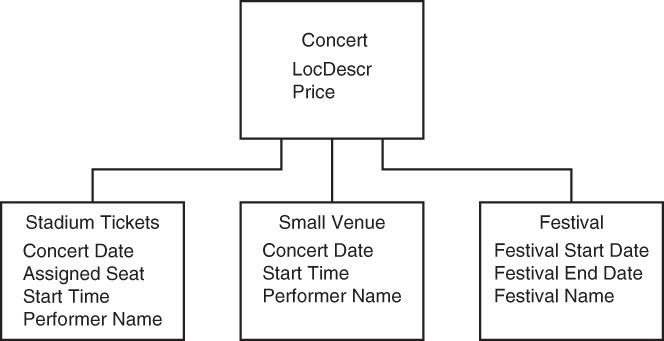 Concert
LocDescr
Price
Stadium Tickets
Concert Date
Assigned Seat
Start Time
Performer Name
Small Venue
Concert Date
Start Time
Performer Name
Festival
Festival Start Date
Festival End Date
Festival Name